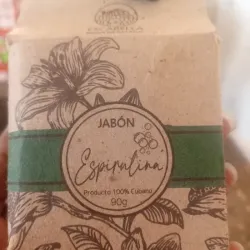 JABÓN
Espirulina
Producto 100% Cubano
90g